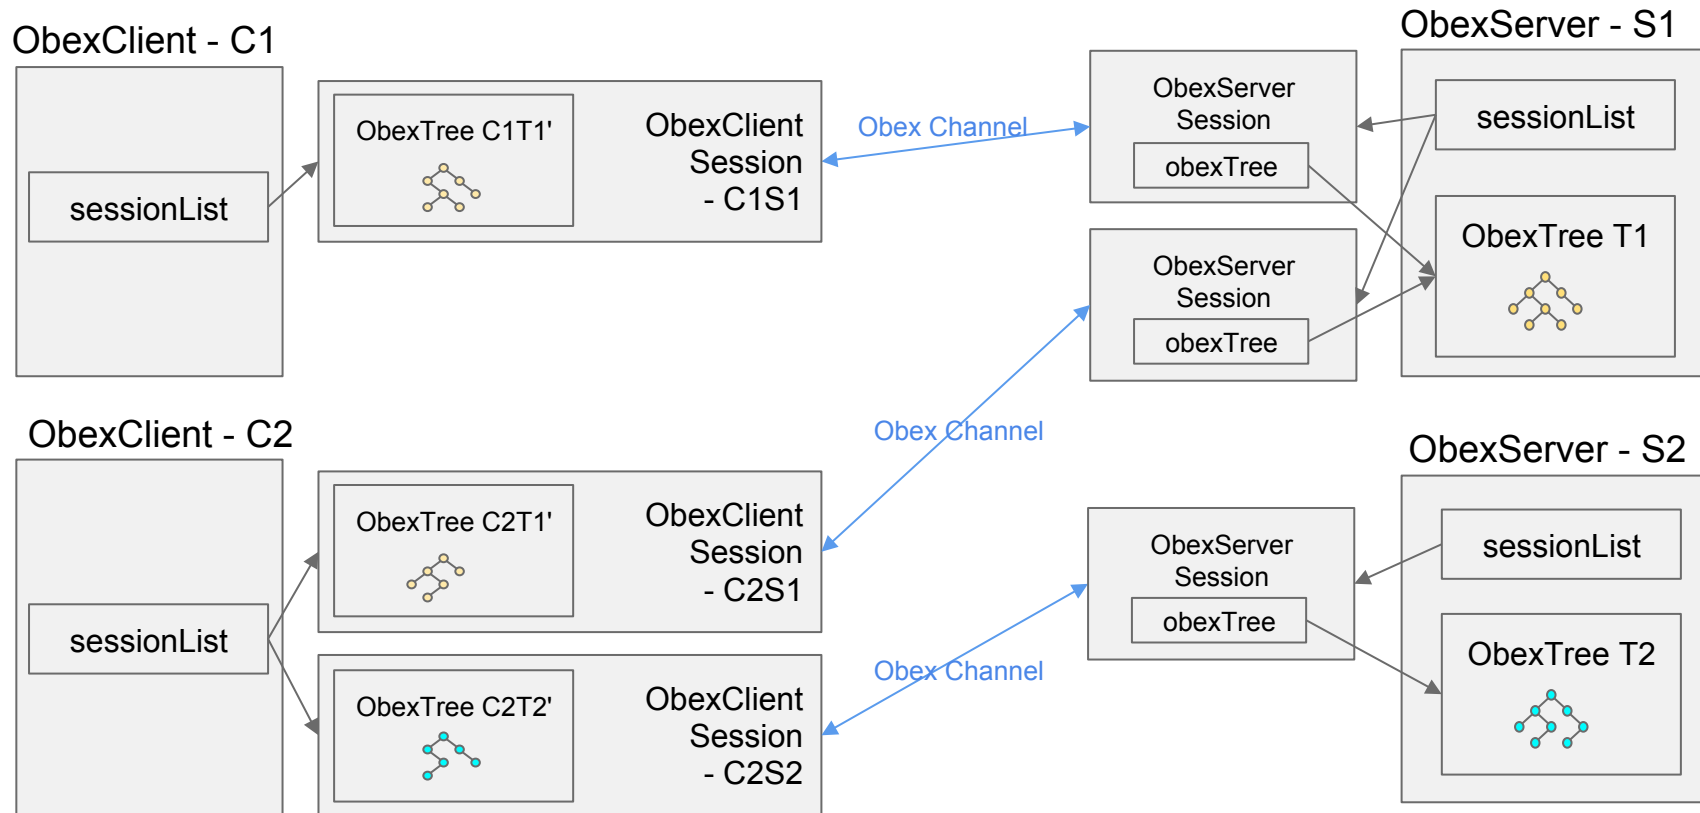 ObexClient - C1
sessionList
ObexTree C1T1'
ObexClient
Session
- C1S1
Obex Channel
ObexServer
Session
obexTree
ObexServer
Session
obexTree
ObexServer - S1
sessionList
ObexTree T1
ObexClient - C2
sessionList
ObexTree C2T1'
ObexClient
Session
- C2S1
Obex Channel
ObexTree C2T2'
ObexClient
Session
- C2S2
Obex Channel
ObexServer
Session
obexTree
ObexServer - S2
sessionList
ObexTree T2